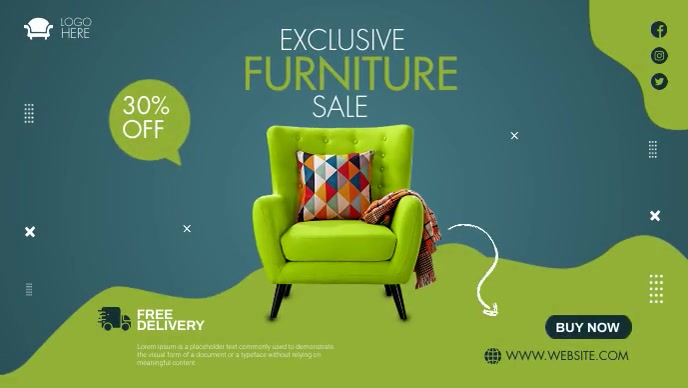 LOGO
HERE
EXCLUSIVE
FURNITURE
SALE
30%
OFF
FREE
DELIVERY
Lorem ipsum is a placeholder text commonly used to demonstrate
the visual form of a document or a typeface without relying on
meaningful content.
BUY NOW
WWW.WEBSITE.COM